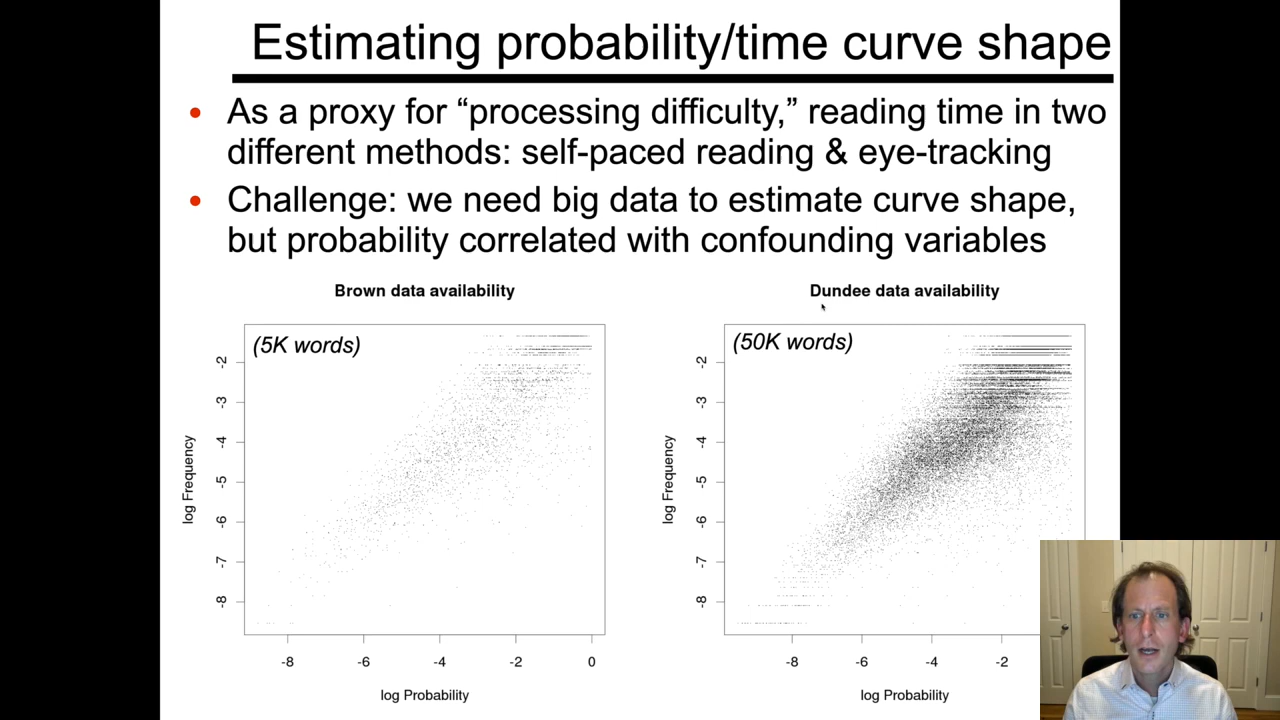 Estimating probability/time curve shape
• As a proxy for “processing difficulty,” reading time in two
different methods: self-paced reading & eye-tracking
• Challenge: we need big data to estimate curve shape,
but probability correlated with confounding variables
Brown data availability
(5K words)
-2
-3
-4
-5
-6
-7
-8
log Frequency
-8 -6 -4 -2 0
log Probability
Dundee data availability
(50K words)
-2
-3
-4
-5
-6
-7
-8
log Frequency
-8 -6 -4 -2
log Probability